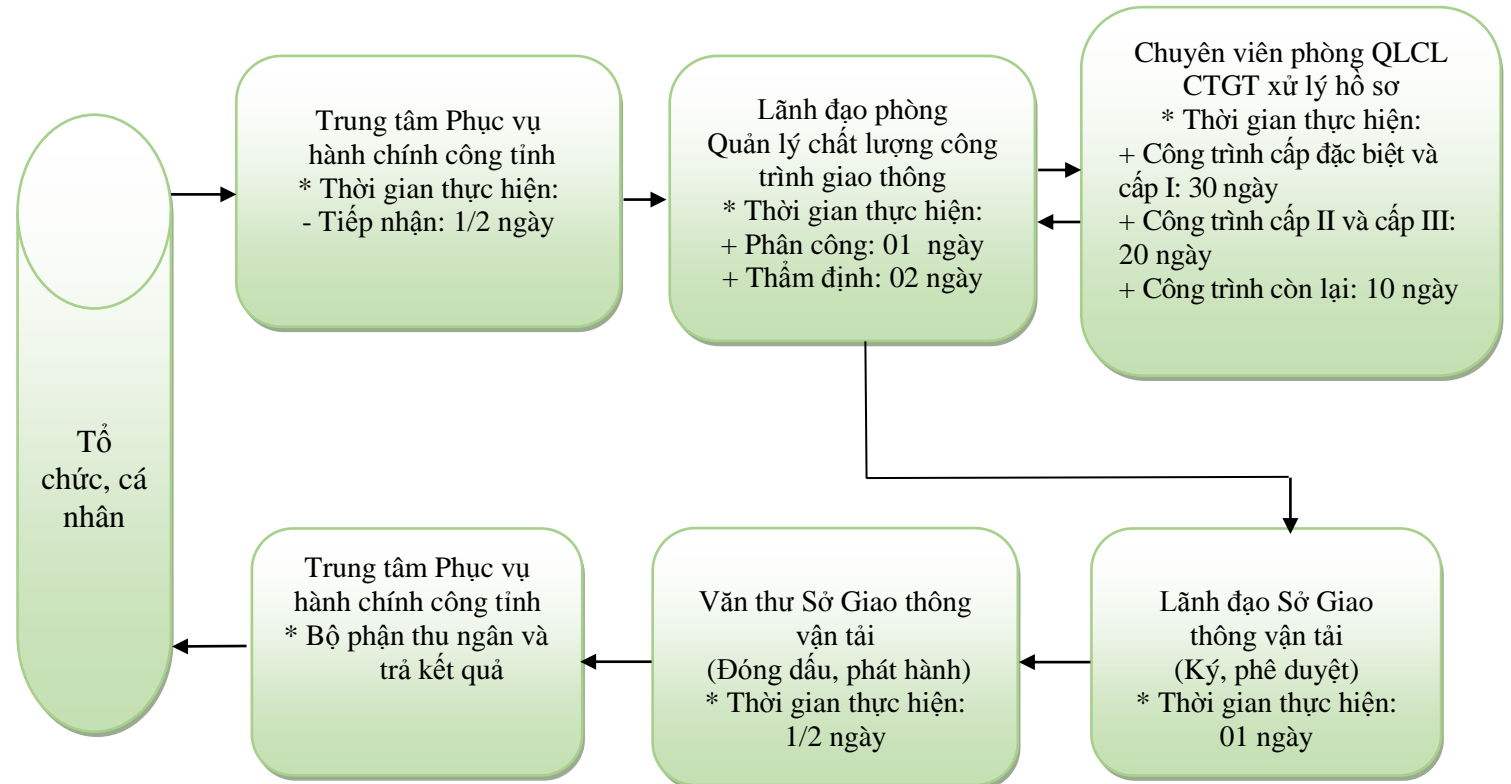 Tổ
chức, cá
nhân
Trung tâm Phục vụ
hành chính công tỉnh
* Thời gian thực hiện:
- Tiếp nhận: 1/2 ngày
Lãnh đạo phòng
Quản lý chất lượng công
trình giao thông
* Thời gian thực hiện:
+ Phân công: 01 ngày
+ Thẩm định: 02 ngày
Chuyên viên phòng QLCL
CTGT xử lý hồ sơ
* Thời gian thực hiện:
+ Công trình cấp đặc biệt và
cấp I: 30 ngày
+ Công trình cấp II và cấp III:
20 ngày
+ Công trình còn lại: 10 ngày
Lãnh đạo Sở Giao
thông vận tải
(Ký, phê duyệt)
* Thời gian thực hiện:
01 ngày
Văn thư Sở Giao thông
vận tải
(Đóng dấu, phát hành)
* Thời gian thực hiện:
1/2 ngày
Trung tâm Phục vụ
hành chính công tỉnh
* Bộ phận thu ngân và
trả kết quả